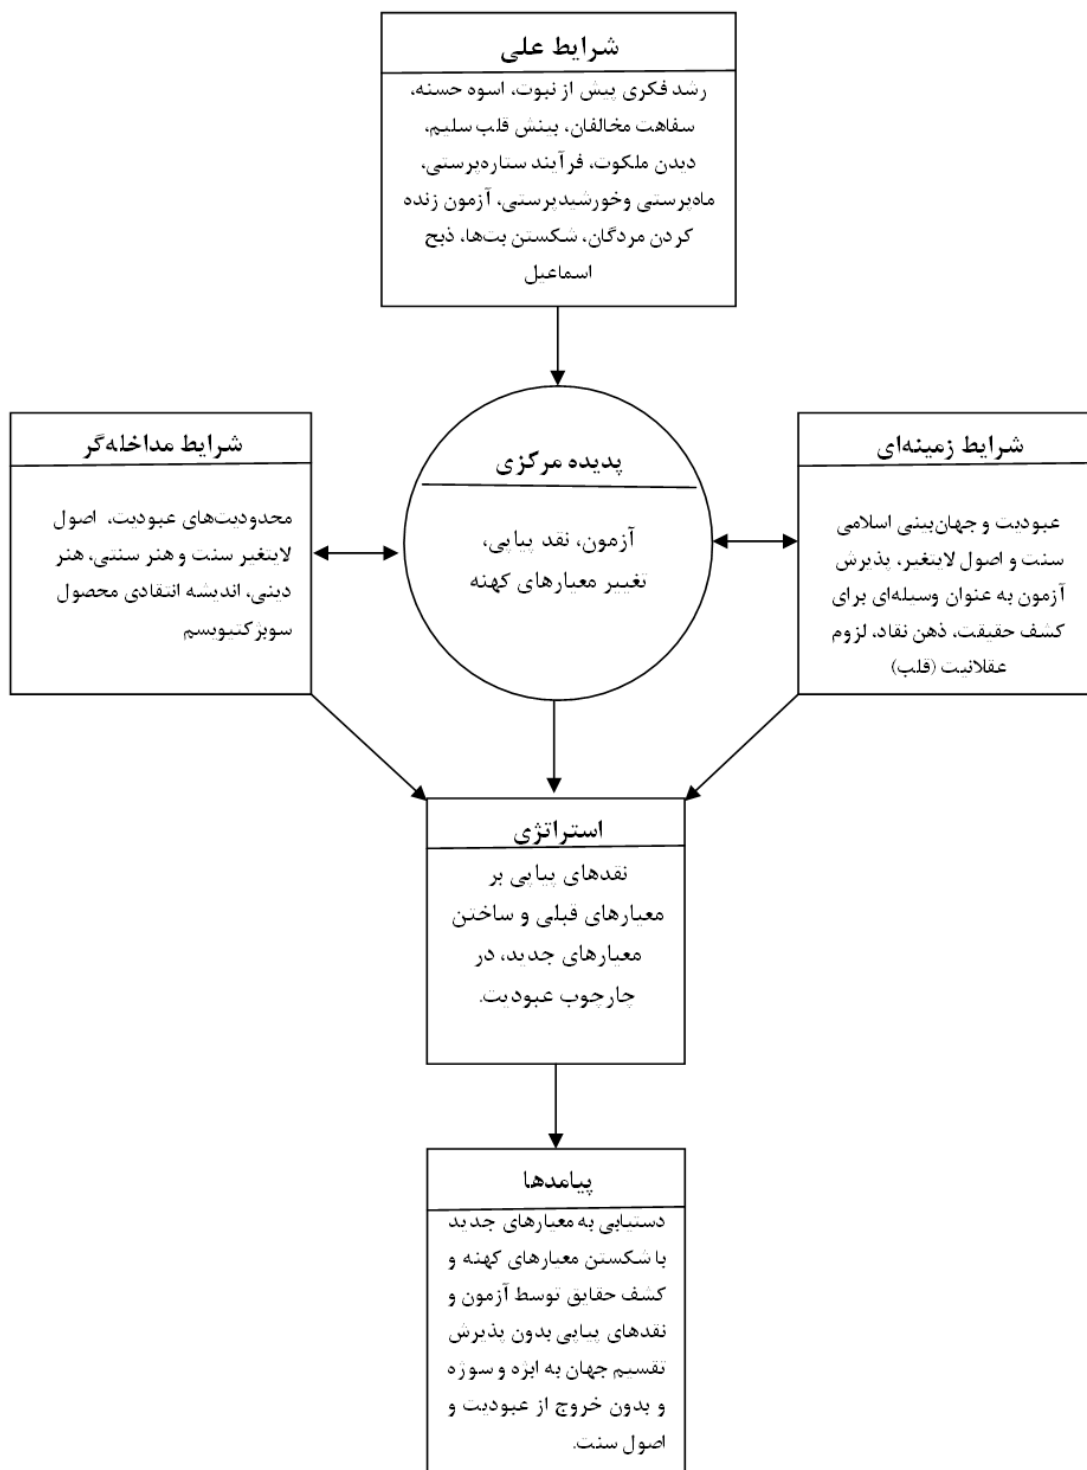 شرایط علی
رشد فکری پیش از نبوت، اسوه حسنه،
سفاهت مخالفان، بینش قلب سلیم،
دیدن ملکوت، فرآیند ستاره‌پرستی،
ماه‌پرستی وخورشیدپرستی، آزمون زنده
کردن مردگان، شکستن بت‌ها، ذبح
اسماعیل
شرایط زمینه‌ای
عبودیت و جهان‌بینی اسلامی
سنت و اصول لایتغیر، پذیرش
آزمون به عنوان وسیله‌ای برای
کشف حقیقت، ذهن نقاد، لزوم
عقلانیت (قلب)
پدیده مرکزی
آزمون، نقد پیاپی،
تغییر معیارهای کهنه
شرایط مداخله‌گر
محدودیت‌های عبودیت، اصول
لایتغیر سنت و هنر سنتی، هنر
دینی، اندیشه انتقادی محصول
سوبژکتیویسم
استراتژی
نقدهای پیاپی بر
معیارهای قبلی و ساختن
معیارهای جدید، در
چارچوب عبودیت.
پیامدها
دستیابی به معیارهای جدید
با شکستن معیارهای کهنه و
کشف حقایق توسط آزمون و
نقدهای پیاپی بدون پذیرش
تقسیم جهان به ابژه و سوژه
و بدون خروج از عبودیت و
اصول سنت.